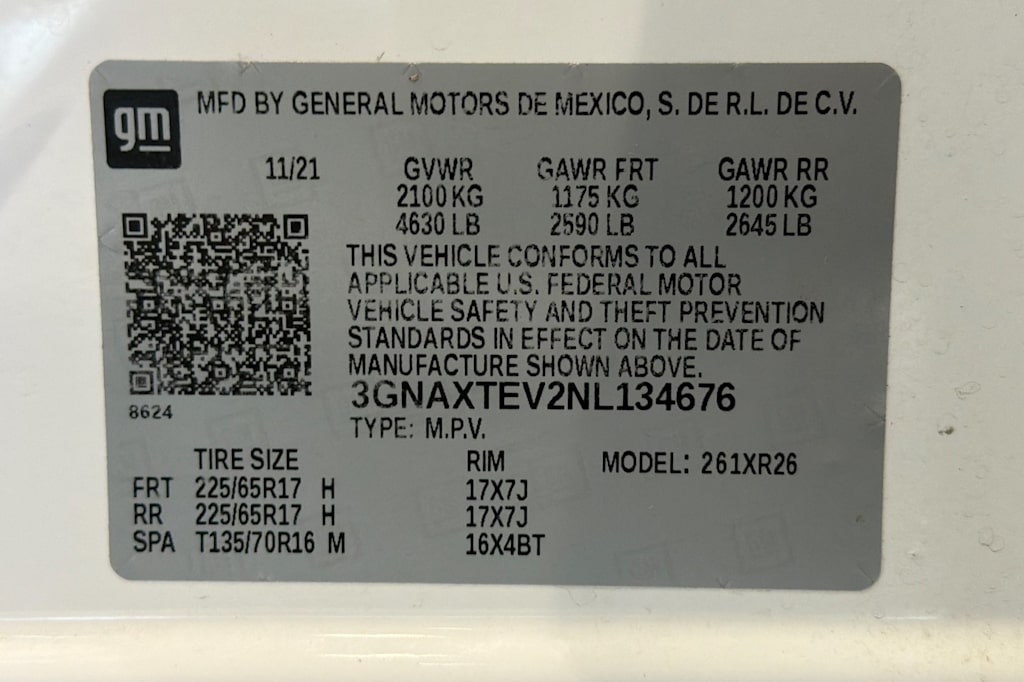 gm
MFD BY GENERAL MOTORS DE MEXICO, S. DE R.L. DE C.V.
11/21 GVWR GAWR FRT GAWR RR
2100 KG 1175 KG 1200 KG
4630 LB 2590 LB 2645 LB
THIS VEHICLE CONFORMS TO ALL
APPLICABLE U.S. FEDERAL MOTOR
VEHICLE SAFETY AND THEFT PREVENTION
STANDARDS IN EFFECT ON THE DATE OF
MANUFACTURE SHOWN ABOVE.
3GNAXTEV2NL134676
8624
TYPE: M.P.V.
TIRE SIZE RIM MODEL: 261XR26
FRT 225/65R17 H 17X7J
RR 225/65R17 H 17X7J
SPA T135/70R16 M 16X4BT